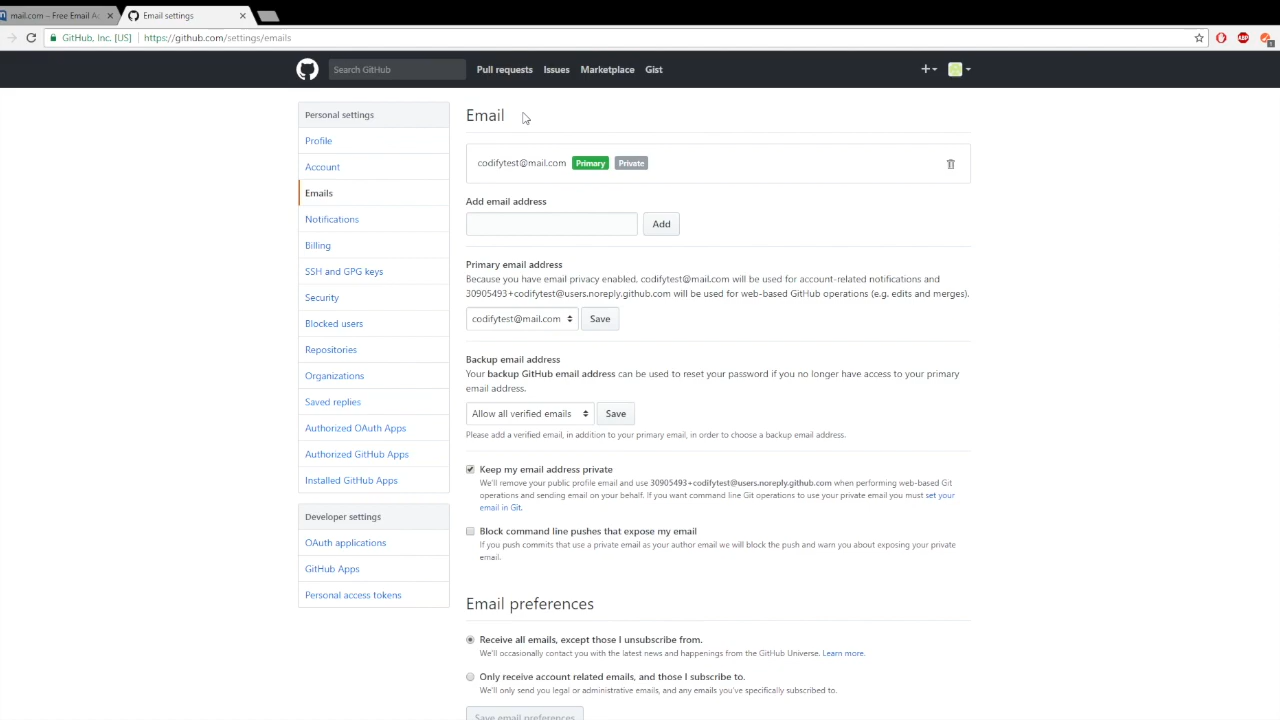 mail.com – Free Email Ac
Email settings
GitHub, Inc. [US]
https://github.com/settings/emails
ABP
Search GitHub
Pull requests
Issues
Marketplace
Gist
Personal settings
Profile
Account
Emails
Notifications
Billing
SSH and GPG keys
Security
Blocked users
Repositories
Organizations
Saved replies
Authorized OAuth Apps
Authorized GitHub Apps
Installed GitHub Apps
Developer settings
OAuth applications
GitHub Apps
Personal access tokens
Email
codifytest@mail.com Primary Private
Add email address
Add
Primary email address
Because you have email privacy enabled, codifytest@mail.com will be used for account-related notifications and
30905493+codifytest@users.noreply.github.com will be used for web-based GitHub operations (e.g. edits and merges).
codifytest@mail.com Save
Backup email address
Your backup GitHub email address can be used to reset your password if you no longer have access to your primary
email address.
Allow all verified emails Save
Please add a verified email, in addition to your primary email, in order to choose a backup email address.
Keep my email address private
We'll remove your public profile email and use 30905493+codifytest@users.noreply.github.com when performing web-based Git
operations and sending email on your behalf. If you want command line Git operations to use your private email you must set your
email in Git.
Block command line pushes that expose my email
If you push commits that use a private email as your author email we will block the push and warn you about exposing your private
email.
Email preferences
Receive all emails, except those I unsubscribe from.
We'll occasionally contact you with the latest news and happenings from the GitHub Universe. Learn more.
Only receive account related emails, and those I subscribe to.
We'll only send you legal or administrative emails, and any emails you've specifically subscribed to.
Save email preferences